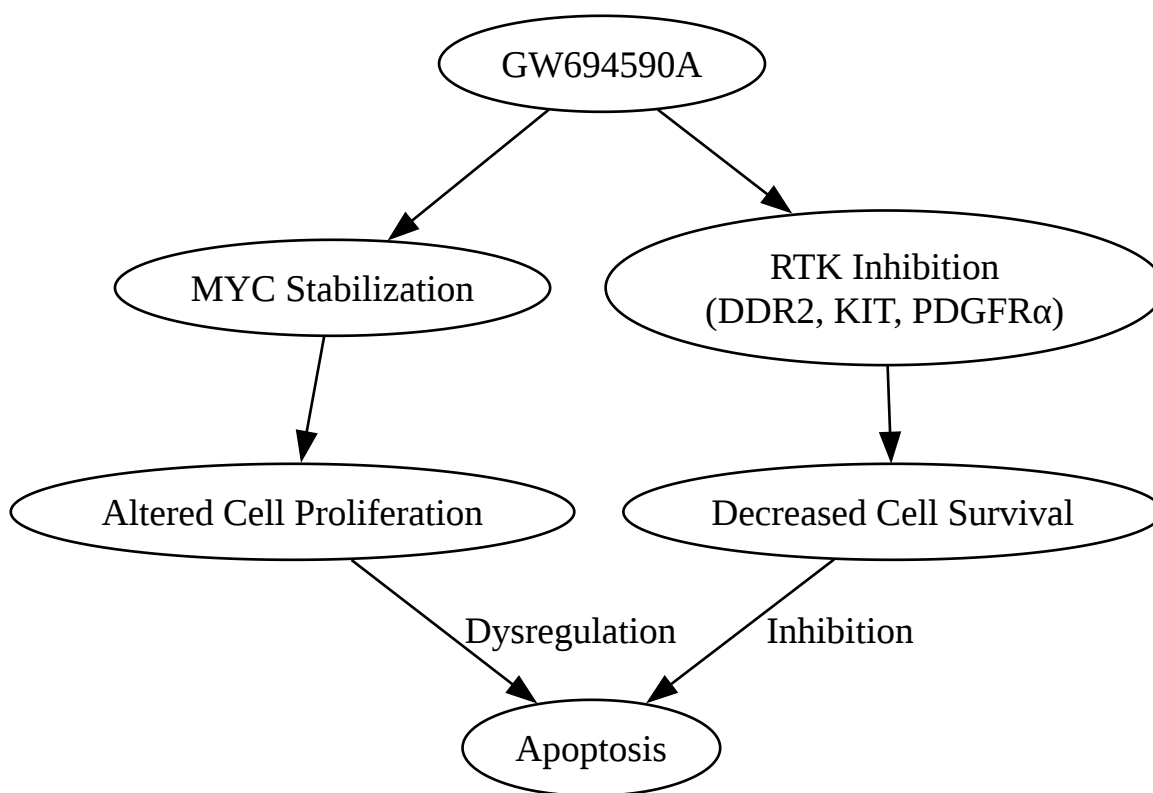 GW694590A
MYC Stabilization
RTK Inhibition
(DDR2, KIT, PDGFRα)
Altered Cell Proliferation
Decreased Cell Survival
Dysregulation
Inhibition
Apoptosis